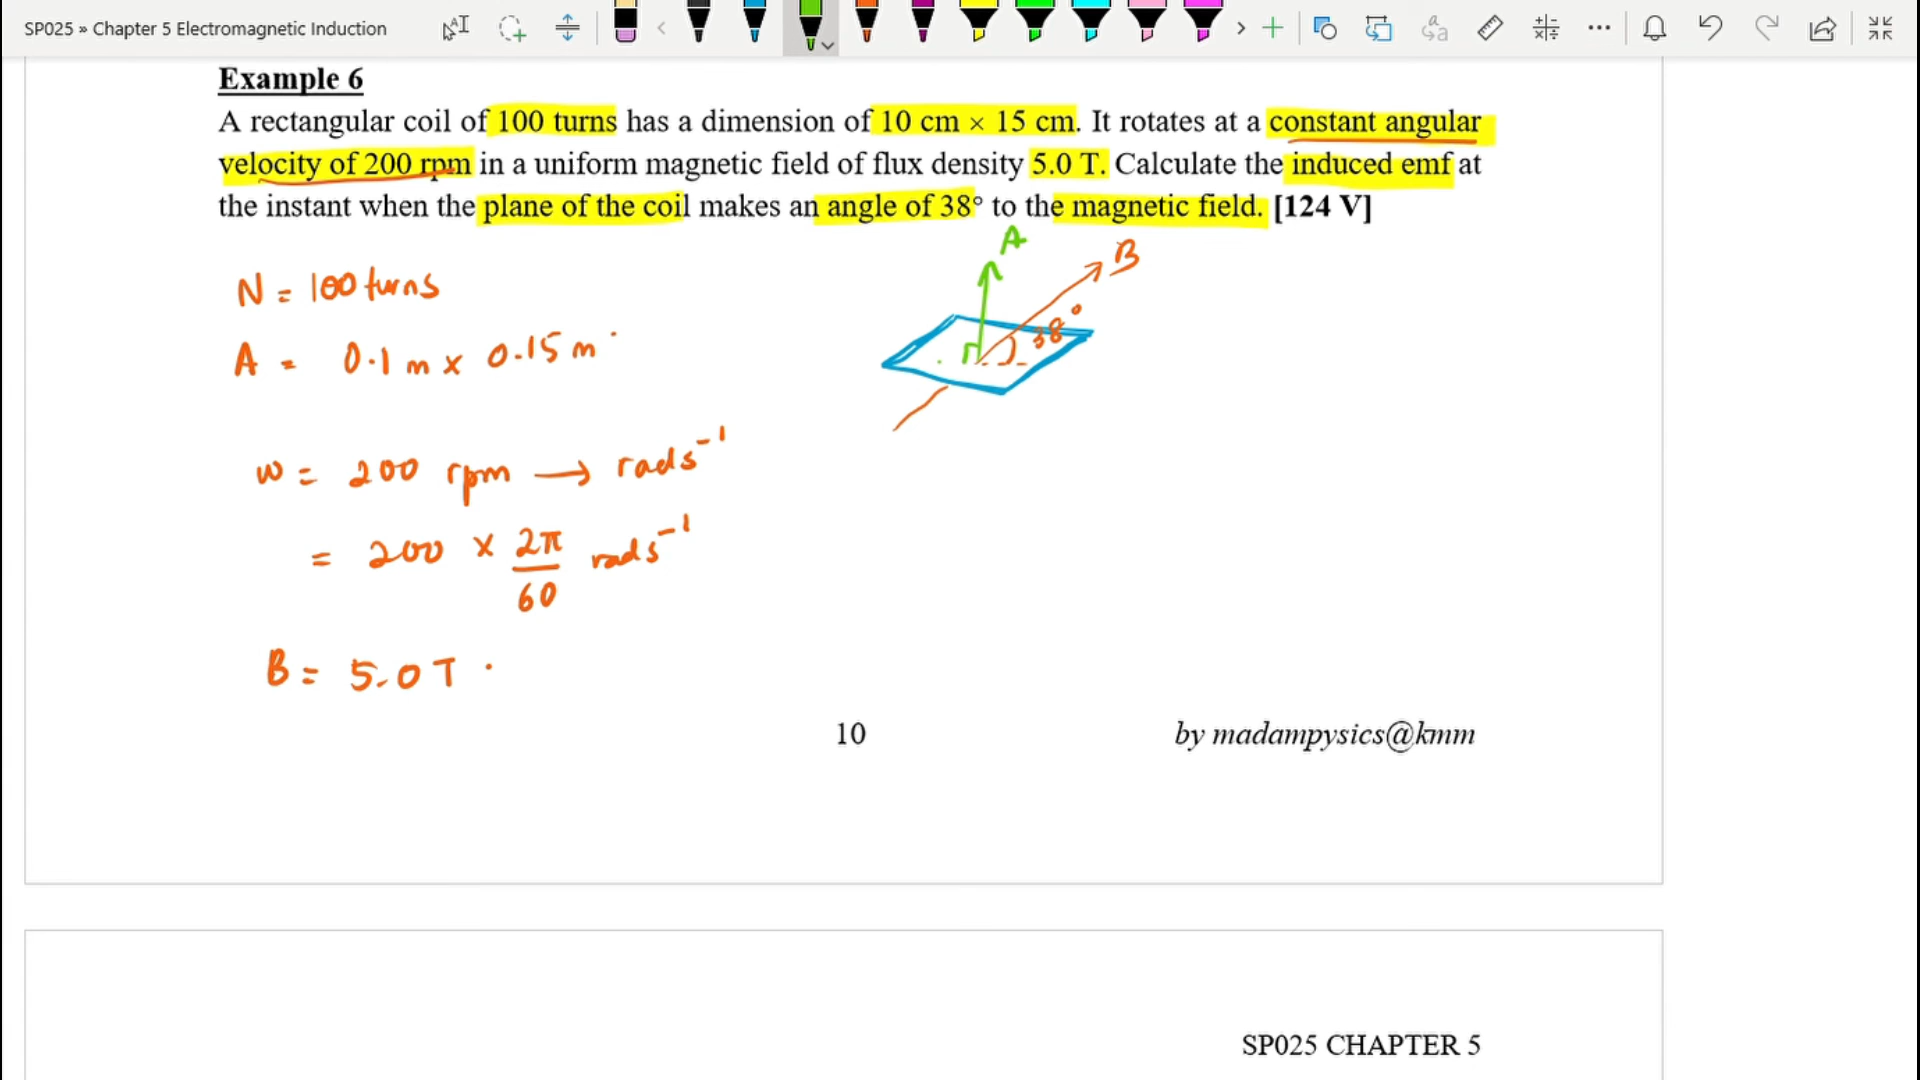 SP025 » Chapter 5 Electromagnetic Induction
Example 6
A rectangular coil of 100 turns has a dimension of 10 cm × 15 cm. It rotates at a constant angular
velocity of 200 rpm in a uniform magnetic field of flux density 5.0 T. Calculate the induced emf at
the instant when the plane of the coil makes an angle of 38° to the magnetic field. [124 V]
A
B
38°
N = 100 turns
A = 0.1 m × 0.15 m
ω = 200 rpm → rads⁻¹
= 200 × 2π/60 rads⁻¹
B = 5.0 T
10
by madampysics@kmm
SP025 CHAPTER 5